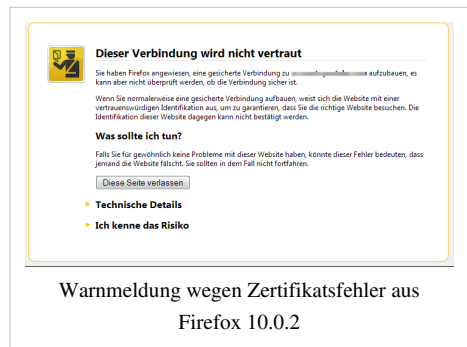 Dieser Verbindung wird nicht vertraut
Sie haben Firefox angewiesen, eine gesicherte Verbindung zu aufzubauen, es
kann aber nicht überprüft werden, ob die Verbindung sicher ist.
Wenn Sie normalerweise eine gesicherte Verbindung aufbauen, weist sich die Website mit einer
vertrauenswürdigen Identifikation aus, um zu garantieren, dass Sie die richtige Website besuchen. Die
Identifikation dieser Website dagegen kann nicht bestätigt werden.
Was sollte ich tun?
Falls Sie für gewöhnlich keine Probleme mit dieser Website haben, könnte dieser Fehler bedeuten, dass
jemand die Website fälscht. Sie sollten in dem Fall nicht fortfahren.
Diese Seite verlassen
Technische Details
Ich kenne das Risiko
Warnmeldung wegen Zertifikatsfehler aus
Firefox 10.0.2